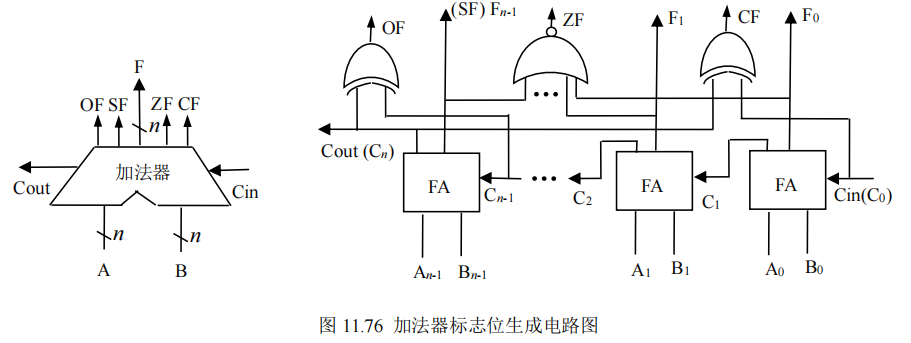 OF (SF) Fn-1 ZF F1 CF F0
F
OF SF ZF CF
n
加法器
Cout Cin
n n
A B
Cout (Cn)
FA Cn-1 ••• C2 FA C1 FA Cin(C0)
An-1 Bn-1 A1 B1 A0 B0
•••
图 11.76 加法器标志位生成电路图